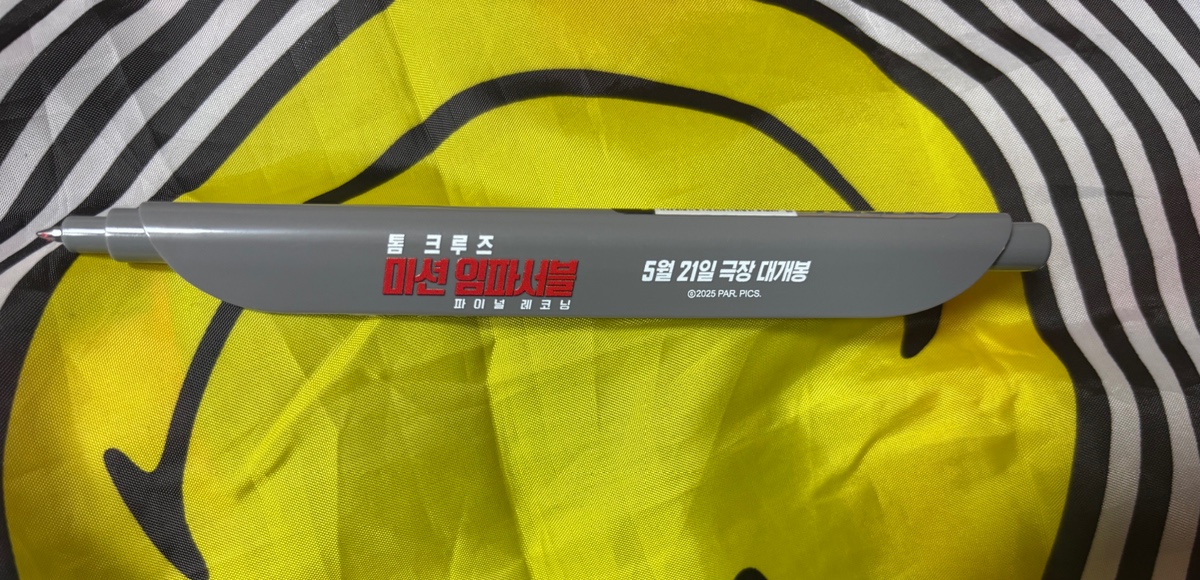 톰 크루즈
미션 임파서블
파이널 레코닝
5월 21일 극장 대개봉
©2025 PAR. PICS.